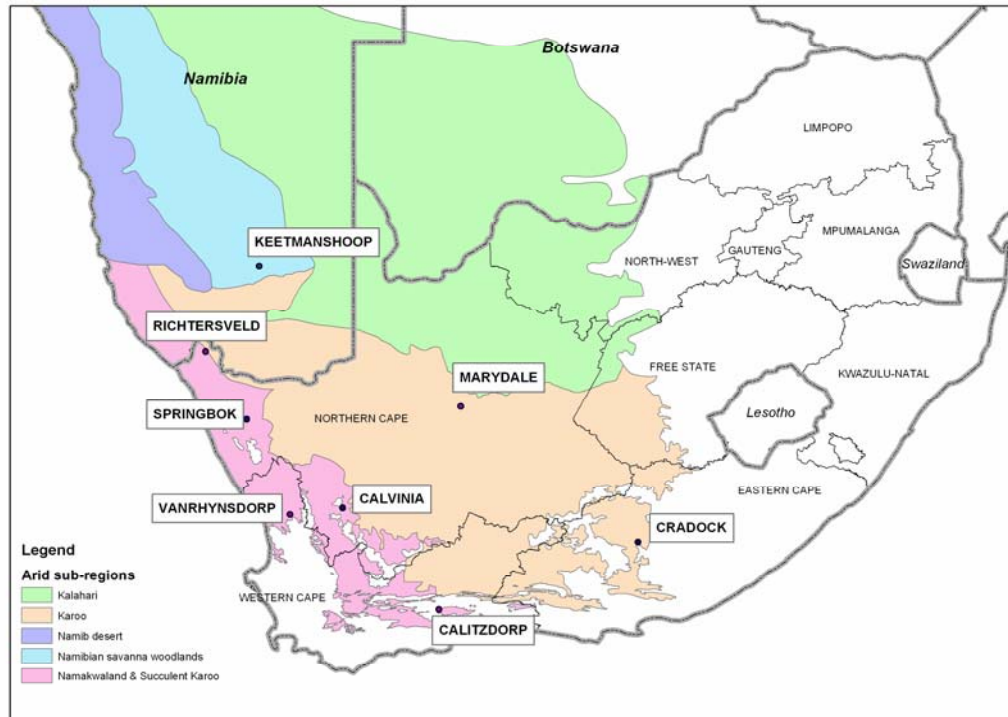 Botswana
Namibia
LIMPOPO
MPUMALANGA
GAUTENG
NORTH-WEST
Swaziland
KEETMANSHOOP
RICHTERSVELD
MARYDALE
FREE STATE
KWAZULU-NATAL
SPRINGBOK
NORTHERN CAPE
Lesotho
EASTERN CAPE
VANRHYNSDORP
CALVINIA
CRADOCK
WESTERN CAPE
CALITZDORP
Legend
Arid sub-regions
Kalahari
Karoo
Namib desert
Namibian savanna woodlands
Namakwaland & Succulent Karoo